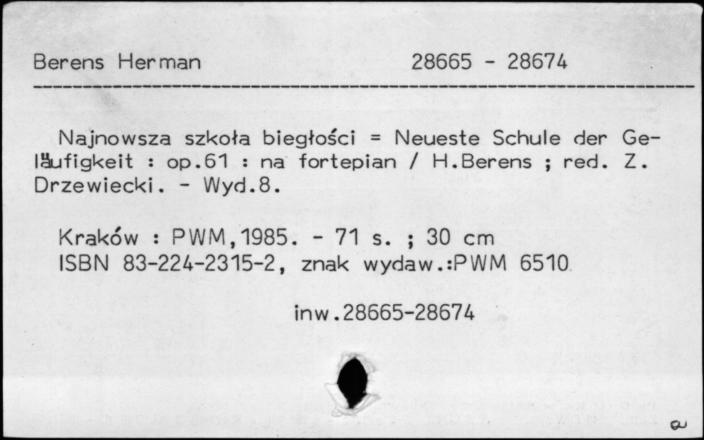 Berens Herman 28665 - 28674
Najnowsza szkoła biegłości = Neueste Schule der Ge-
läufigkeit : op.61 : na fortepian / H.Berens ; red. Z.
Drzewiecki. - Wyd.8.
Kraków : PWM,1985. - 71 s. ; 30 cm
ISBN 83-224-2315-2, znak wydaw.:PWM 6510
inw.28665-28674